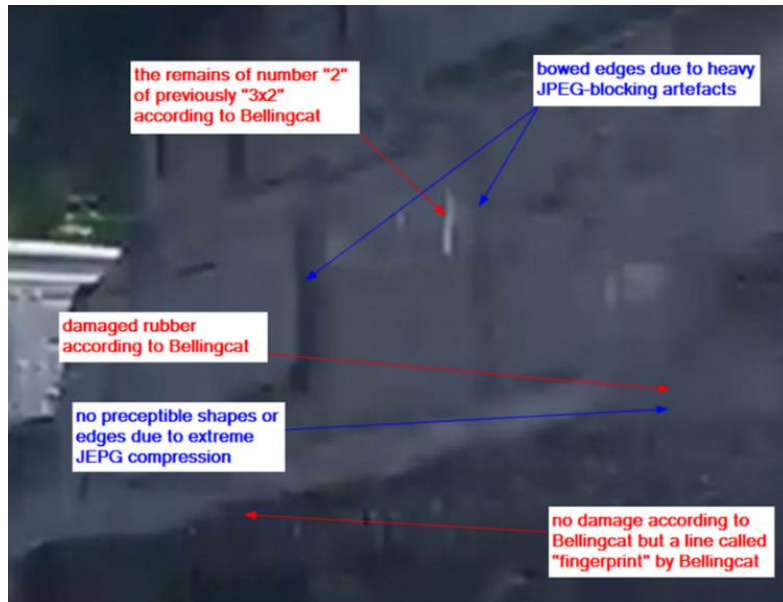 the remains of number "2"
of previously "3x2"
according to Bellingcat
bowed edges due to heavy
JPEG-blocking artefacts
damaged rubber
according to Bellingcat
no preceptible shapes or
edges due to extreme
JEPG compression
no damage according to
Bellingcat but a line called
"fingerprint" by Bellingcat